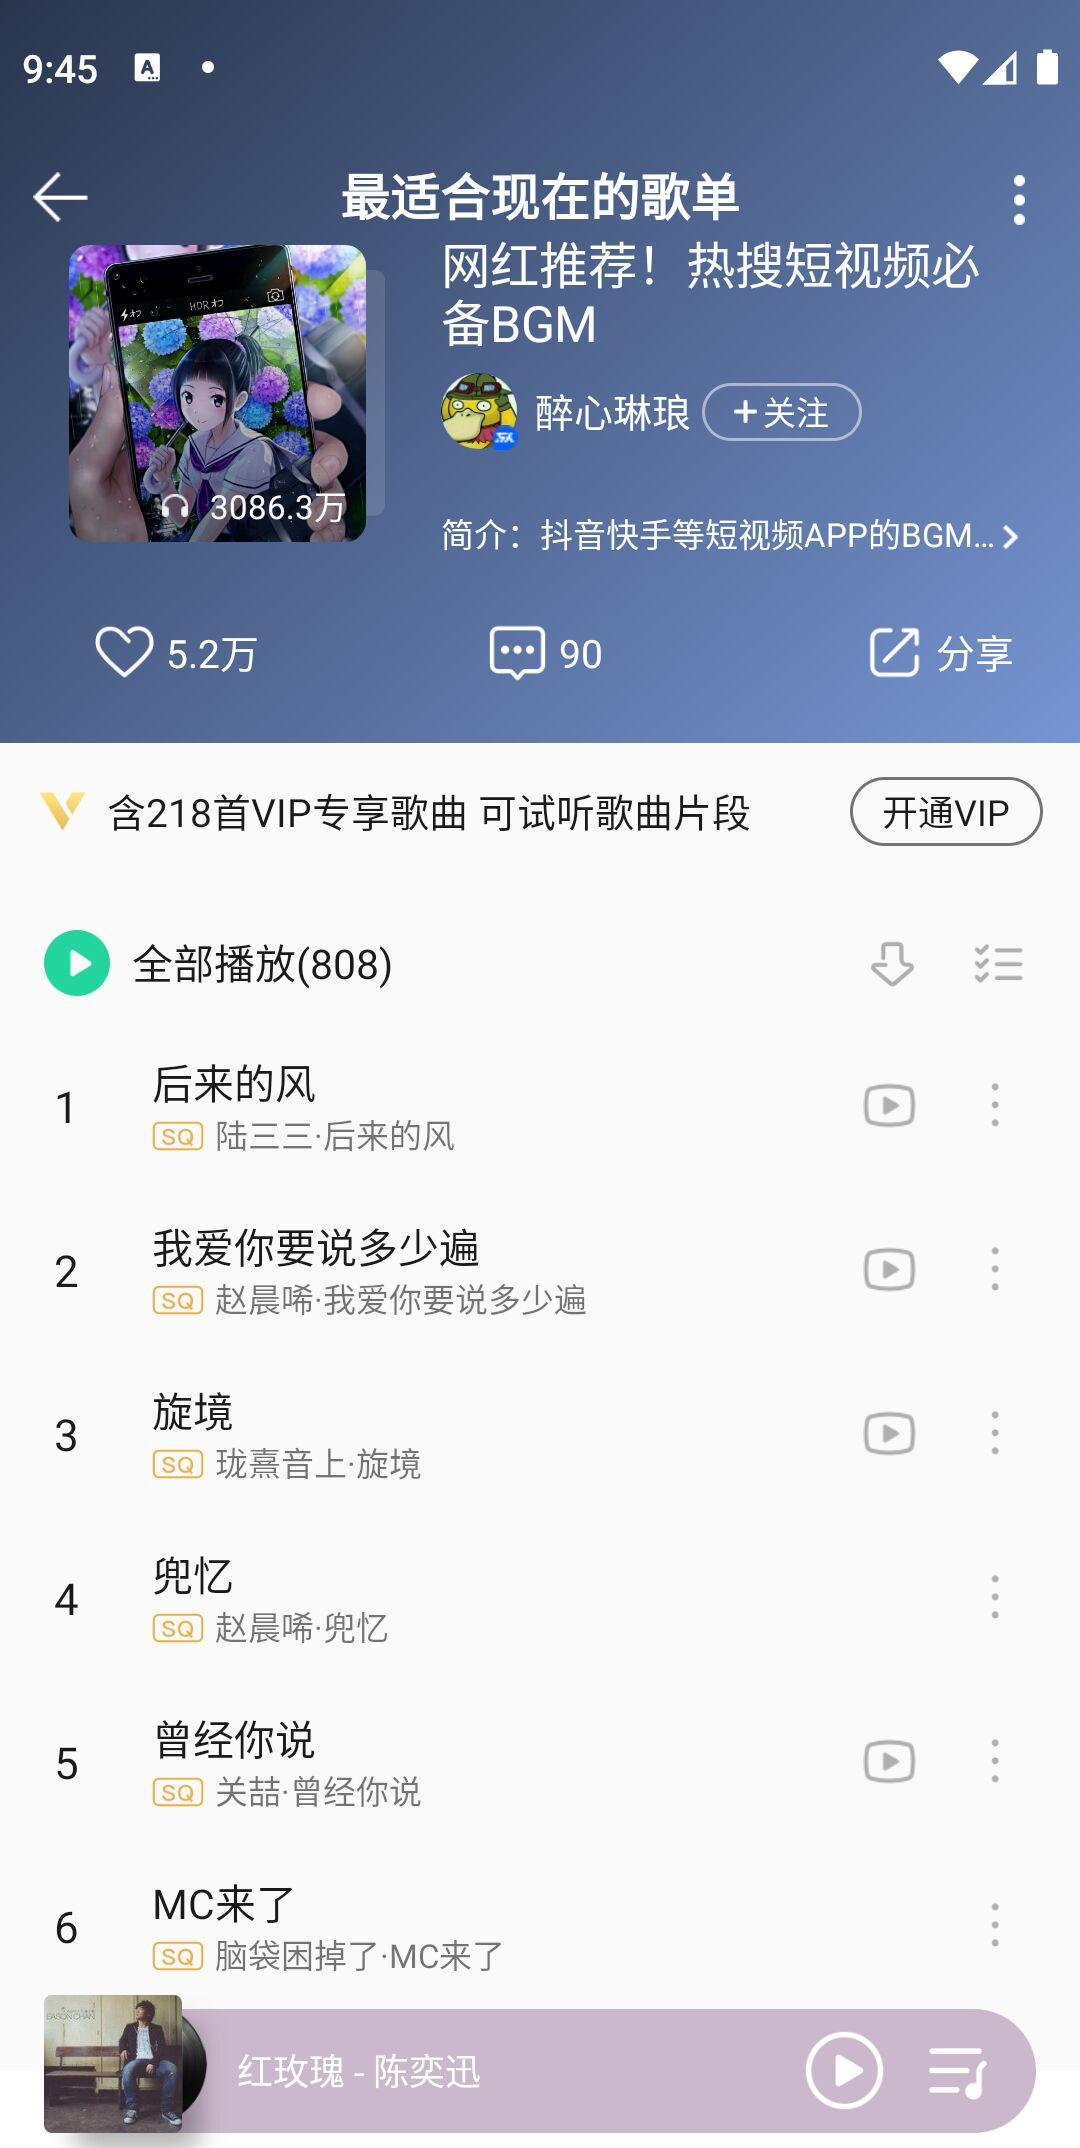 9:45
最适合现在的歌单
网红推荐！热搜短视频必
备BGM
醉心琳琅
+关注
HDR オフ
3086.3万
简介：抖音快手等短视频APP的BGM...
5.2万
90
分享
含218首VIP专享歌曲 可试听歌曲片段
开通VIP
全部播放(808)
1
后来的风
SQ 陆三三·后来的风
2
我爱你要说多少遍
SQ 赵晨唏·我爱你要说多少遍
3
旋境
SQ 珑熹音上·旋境
4
兜忆
SQ 赵晨唏·兜忆
5
曾经你说
SQ 关喆·曾经你说
6
MC来了
SQ 脑袋困掉了·MC来了
EASON CHAN
红玫瑰 - 陈奕迅